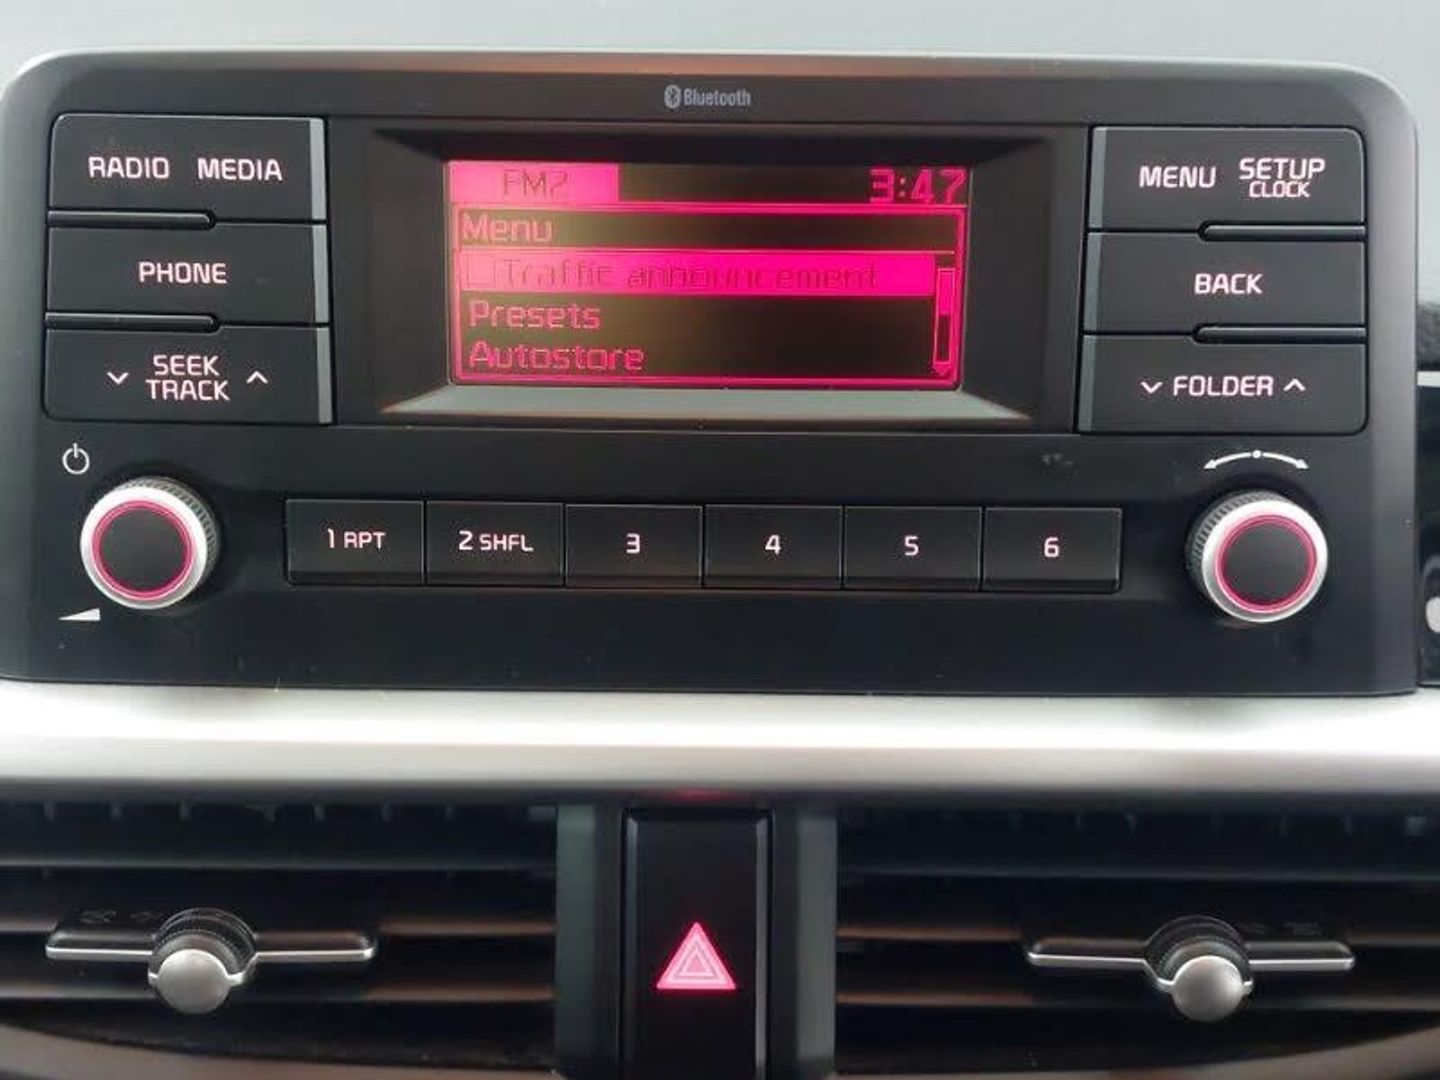 Bluetooth
RADIO MEDIA
PHONE
SEEK
TRACK
FM2 3:47
Menu
Traffic announcement
Presets
Autostore
MENU SETUP
CLOCK
BACK
FOLDER
1 RPT 2 SHFL 3 4 5 6